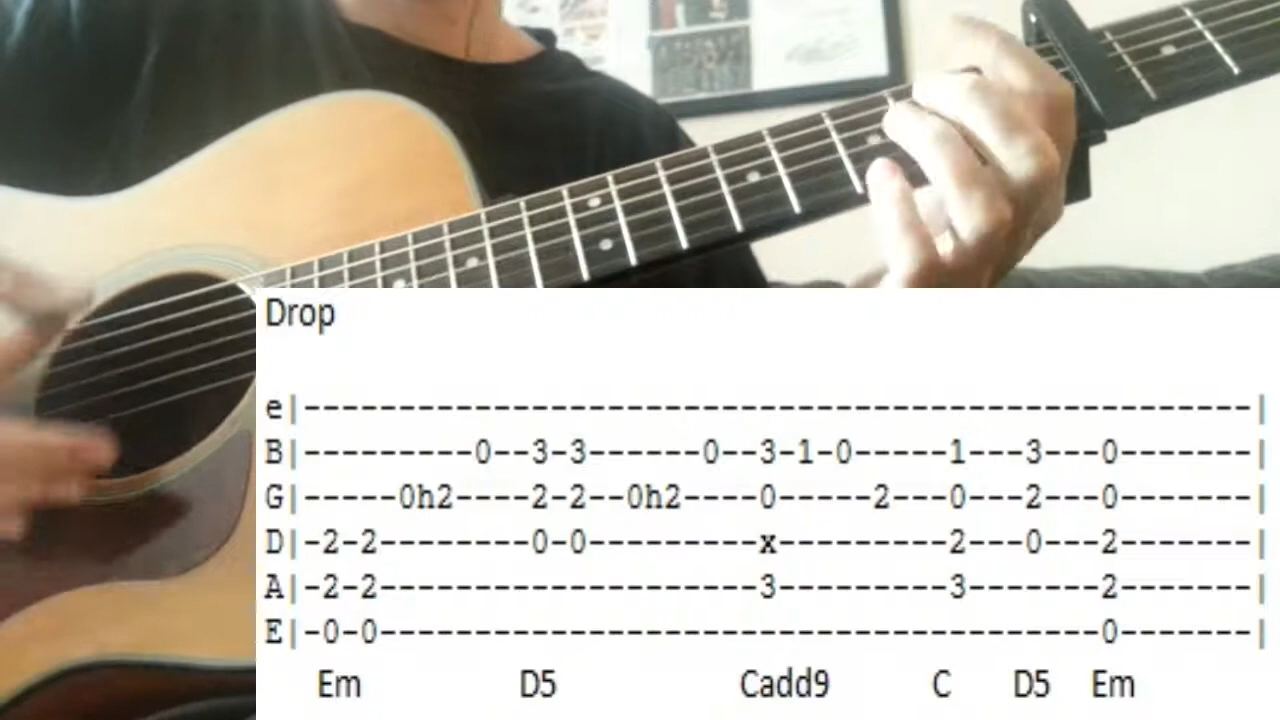 Drop
e|--------------------------------------------------|
B|---------0--3-3------0--3-1-0-----1---3---0-------|
G|-----0h2----2-2--0h2----0-----2---0---2---0-------|
D|-2-2--------0-0---------x---------2---0---2-------|
A|-2-2--------------------3---------3-------2-------|
E|-0-0--------------------------------------0-------|
Em D5 Cadd9 C D5 Em